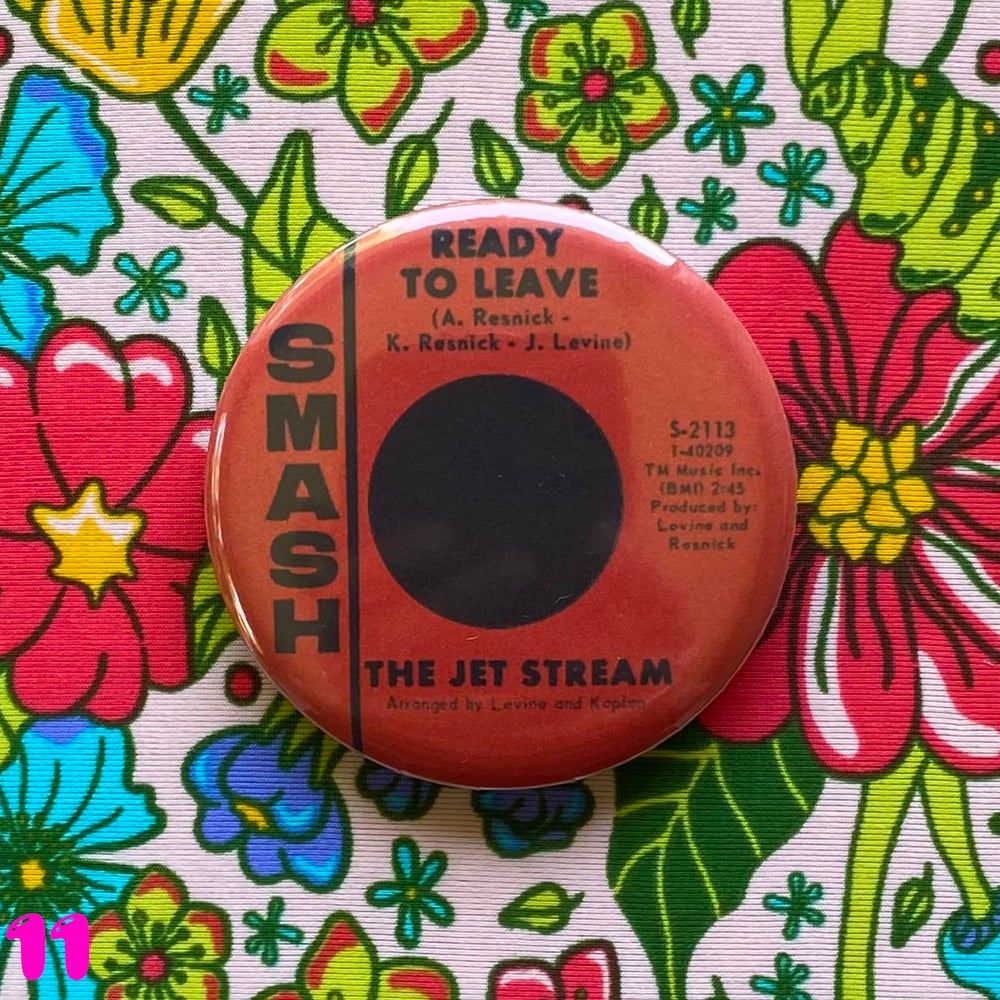 READY
TO LEAVE
(A. Resnick -
K. Resnick - J. Levine)
SMASH
S-2113
1-40209
TM Music Inc.
(BMI) 2:45
Produced by:
Levine and
Resnick
THE JET STREAM
Arranged by Levine and Kaplan
11